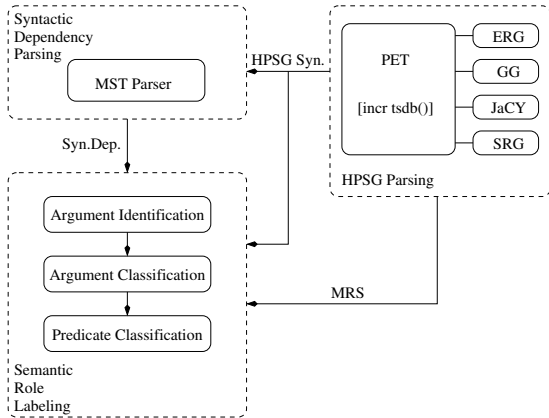 Syntactic
Dependency
Parsing
MST Parser
HPSG Syn.
PET
[incr tsdb()]
ERG
GG
JaCY
SRG
HPSG Parsing
Syn.Dep.
Argument Identification
Argument Classification
Predicate Classification
MRS
Semantic
Role
Labeling